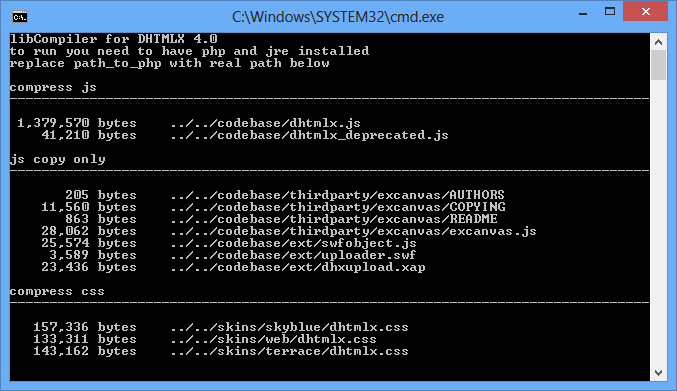 C:\Windows\SYSTEM32\cmd.exe
libCompiler for DHTMLX 4.0
to run you need to have php and jre installed
replace path_to_php with real path below
compress js
1,379,570 bytes    ../../codebase/dhtmlx.js
41,210 bytes    ../../codebase/dhtmlx_deprecated.js
js copy only
205 bytes    ../../codebase/thirdparty/excanvas/AUTHORS
11,560 bytes    ../../codebase/thirdparty/excanvas/COPYING
863 bytes    ../../codebase/thirdparty/excanvas/README
28,062 bytes    ../../codebase/thirdparty/excanvas/excanvas.js
25,574 bytes    ../../codebase/ext/swfobject.js
3,589 bytes    ../../codebase/ext/uploader.swf
23,436 bytes    ../../codebase/ext/dhxupload.xap
compress css
157,336 bytes    ../../skins/skyblue/dhtmlx.css
133,311 bytes    ../../skins/web/dhtmlx.css
143,162 bytes    ../../skins/terrace/dhtmlx.css